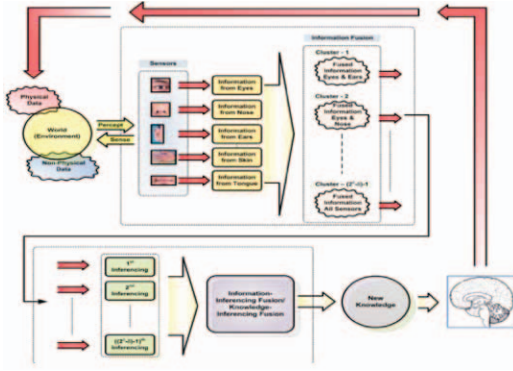 Information Fusion
Sensors
Cluster - 1
Physical
Data
Information
from Eyes
Fused
Information
Eyes & Ears
Cluster - 2
Information
from Nose
Fused
Information
Eyes &
Nose
World
(Environment)
Percept
Sense
Information
from Ears
Non-Physical
Data
Information
from Skin
Information
from Tongue
Fused
Information
All Sensors
1st
Inferencing
2nd
Inferencing
Inferencing
Information-
Inferencing Fusion/
Knowledge-
Inferencing Fusion
New
Knowledge